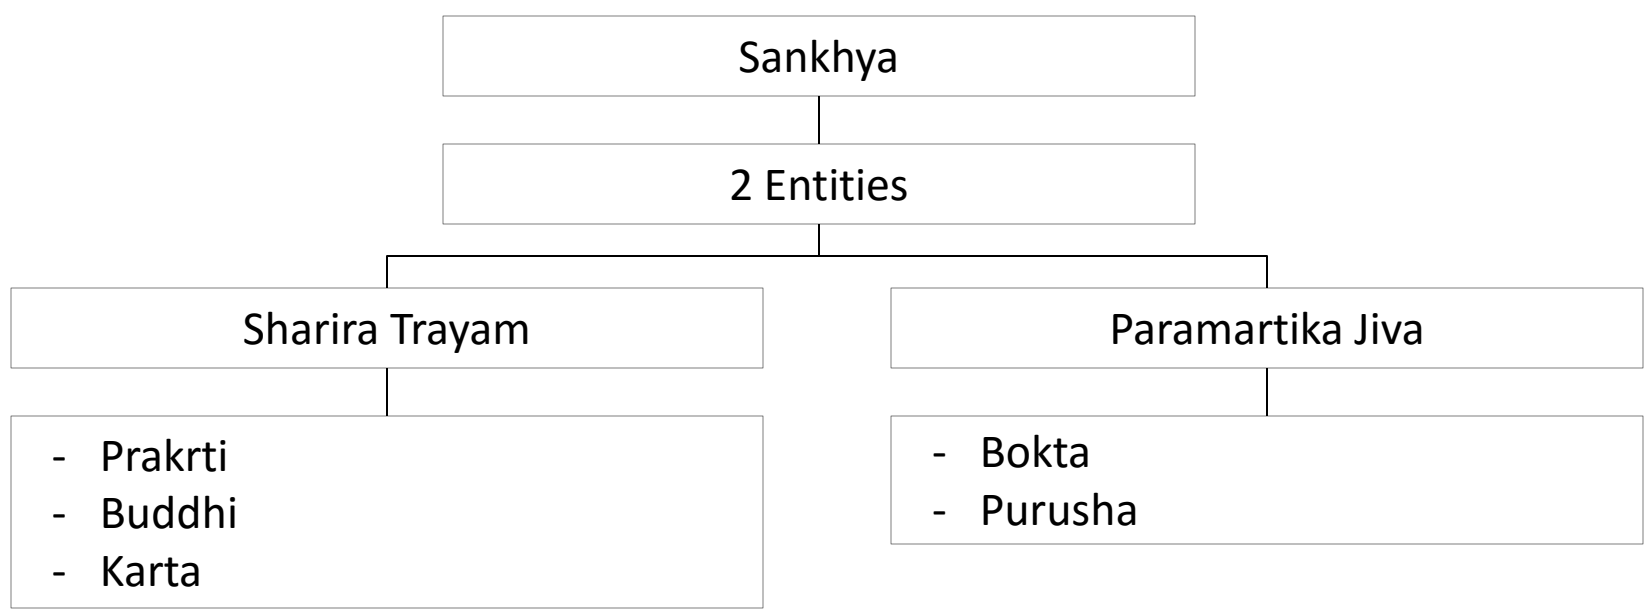 Sankhya
2 Entities
Sharira Trayam
Paramartika Jiva
- Prakrti
- Buddhi
- Karta
- Bokta
- Purusha